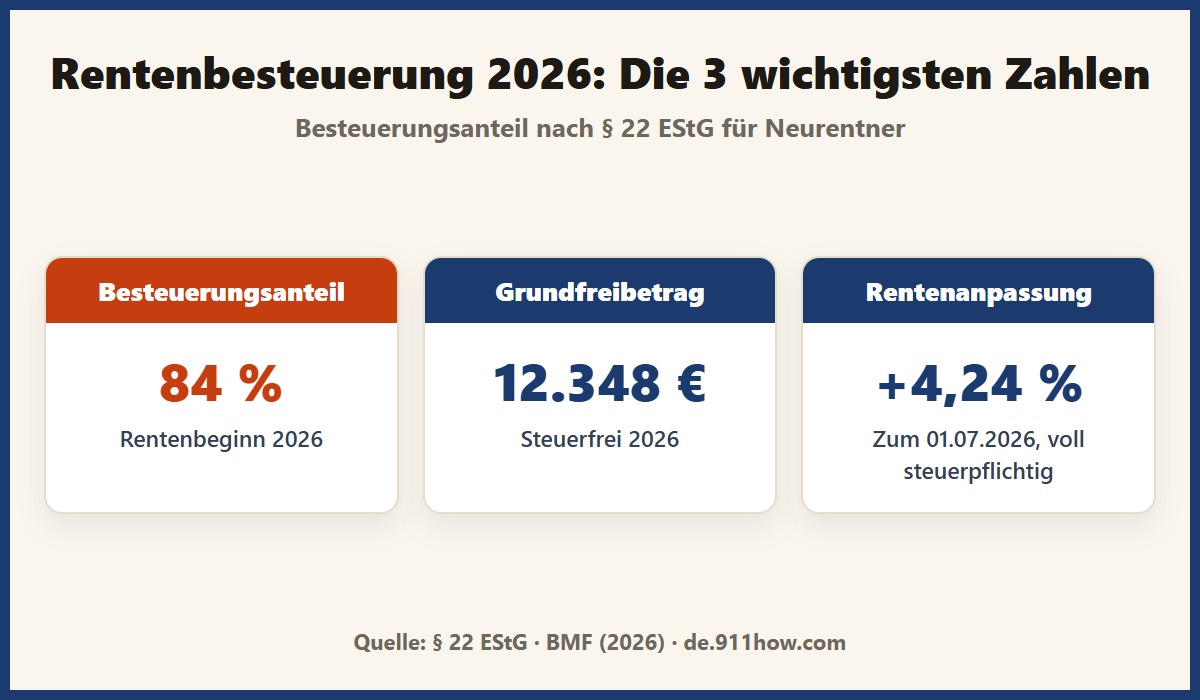 Rentenbesteuerung 2026: Die 3 wichtigsten Zahlen
Besteuerungsanteil nach § 22 EStG für Neurentner
Besteuerungsanteil
84 %
Rentenbeginn 2026
Grundfreibetrag
12.348 €
Steuerfrei 2026
Rentenanpassung
+4,24 %
Zum 01.07.2026, voll
steuerpflichtig
Quelle: § 22 EStG · BMF (2026) · de.911how.com